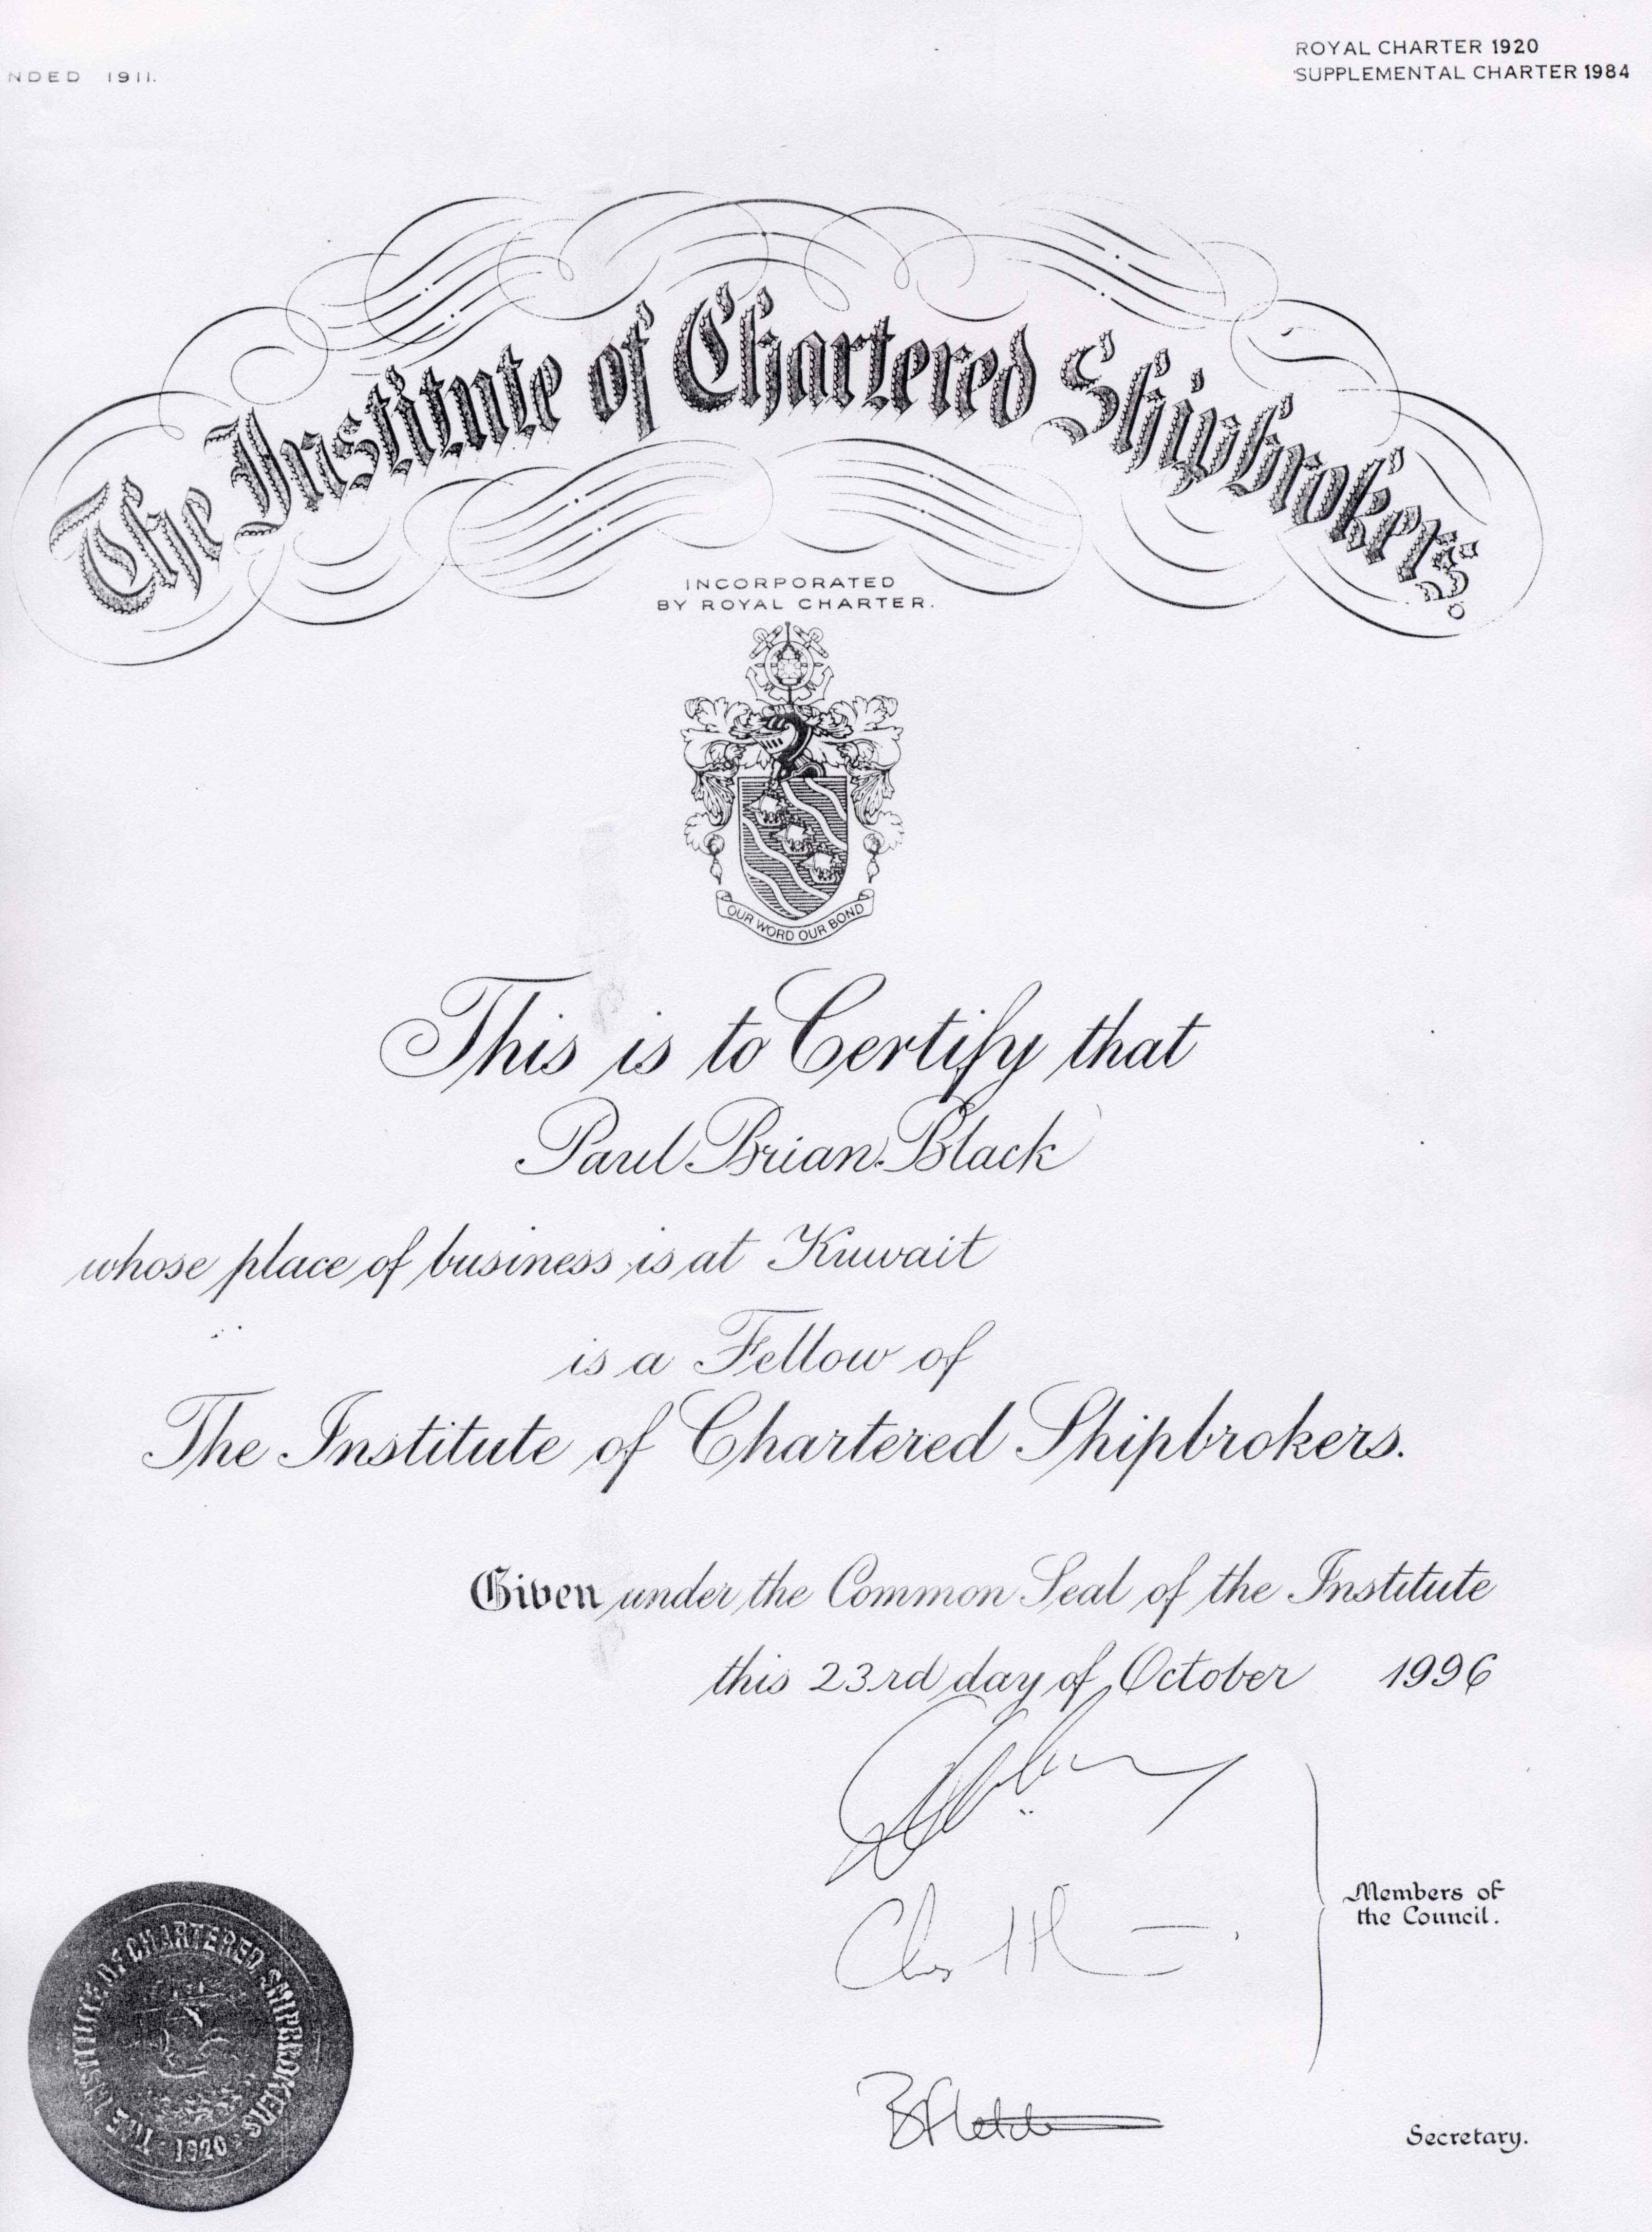 NDED 1911.
ROYAL CHARTER 1920
SUPPLEMENTAL CHARTER 1984
The Institute of Chartered Shipbrokers.
INCORPORATED
BY ROYAL CHARTER.
OUR WORD OUR BOND
This is to Certify that
Paul Brian Black
whose place of business is at Kuwait
is a Fellow of
The Institute of Chartered Shipbrokers.
Given under the Common Seal of the Institute
this 23rd day of October 1996
Members of
the Council.
THE INSTITUTE OF CHARTERED SHIPBROKERS
1920
Secretary.